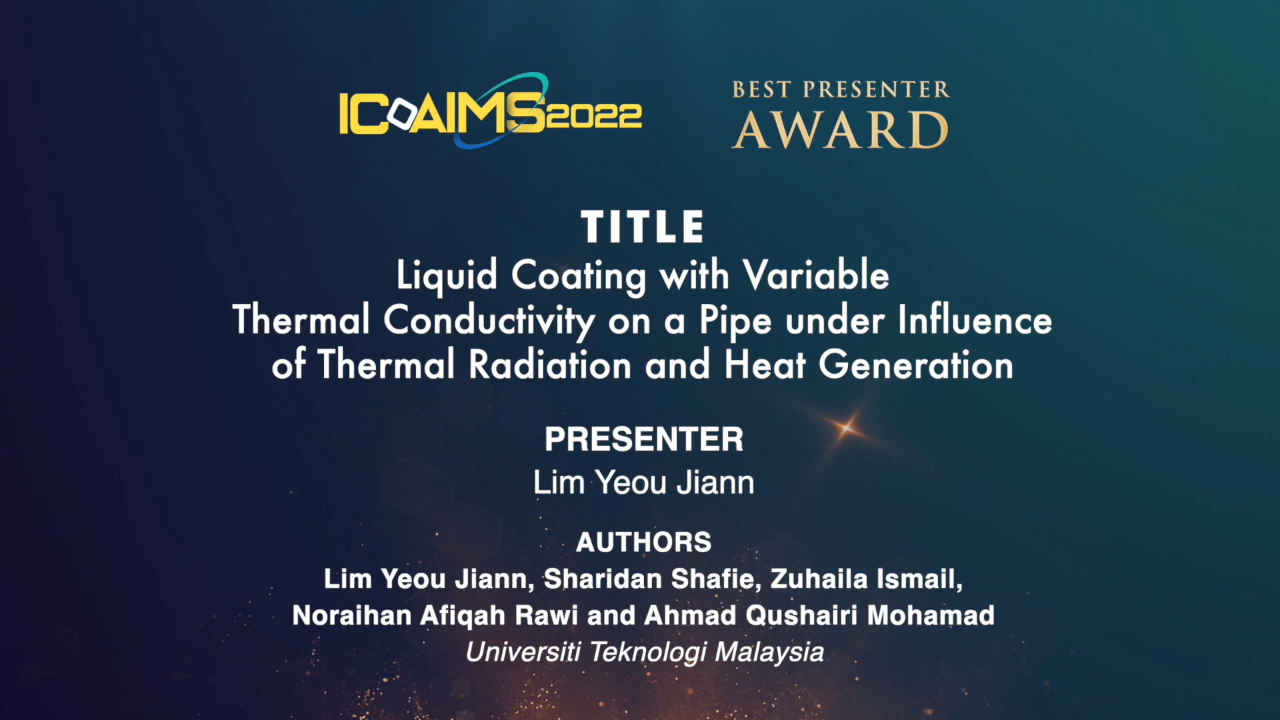 ICoAIMS2022
BEST PRESENTER
AWARD
TITLE
Liquid Coating with Variable
Thermal Conductivity on a Pipe under Influence
of Thermal Radiation and Heat Generation
PRESENTER
Lim Yeou Jiann
AUTHORS
Lim Yeou Jiann, Sharidan Shafie, Zuhaila Ismail,
Noraihan Afiqah Rawi and Ahmad Qushairi Mohamad
Universiti Teknologi Malaysia